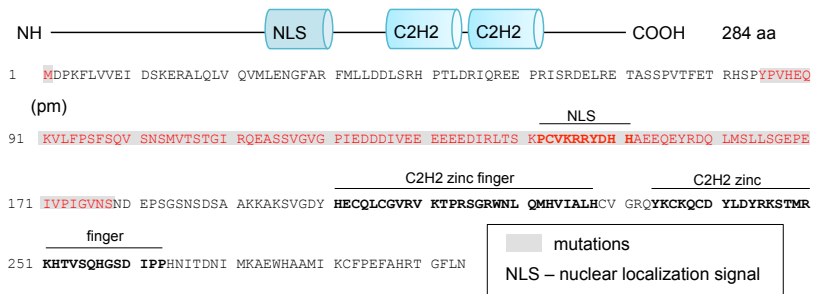 NH NLS C2H2 C2H2 COOH 284 aa
1 MDPKFLVVEI DSKERALQLV QVMLENGFAR FMLLDDLSRH PTLDRIQREE PRISRDELRE TASSPVTFET RHSPYPVHEQ
(pm)
NLS
91 KVLFPSFSQV SNSMVTSTGI RQEASSVGVG PIEDDDIVEE EEEEDIRLTS KPCVKRRYDH HAEEQEYRDQ LMSLLSGEPE
C2H2 zinc finger C2H2 zinc
171 IVPIGVNSND EPSGSNSDSA AKKAKSVGDY HECQLCGVRV KTPRSGRWNL QMHVIALHCV GRQYKCKQCD YLDYRKSTMR
finger
251 KHTVSQHGSD IPPHNITDNI MKAEWHAAMI KCFPEFAHRT GFLN
mutations
NLS – nuclear localization signal